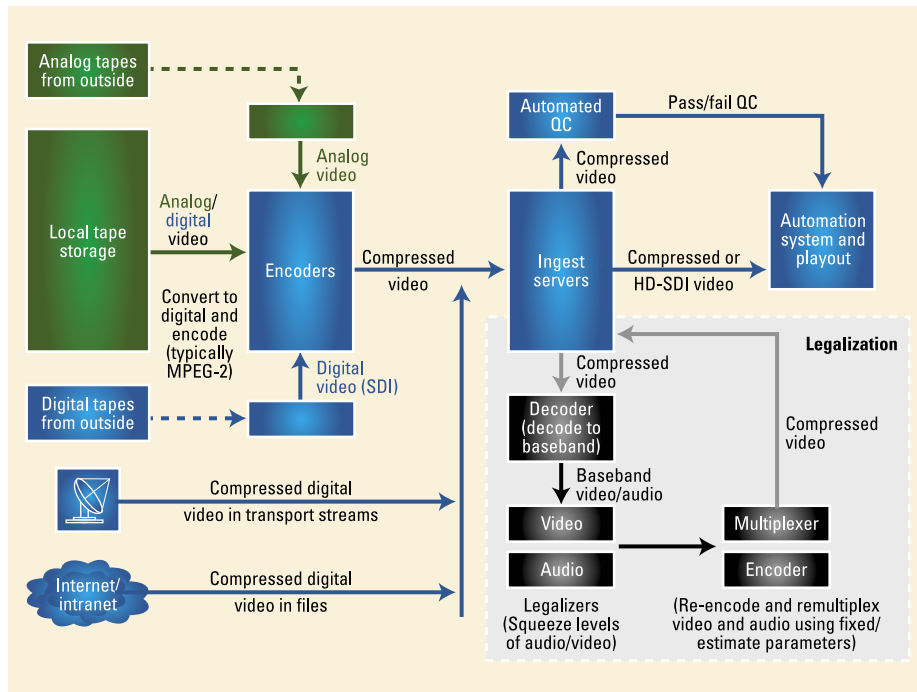 Analog tapes
from outside
Automated
QC
Pass/fail QC
Analog
video
Compressed
video
Local tape
storage
Analog/
digital
video
Encoders
Compressed
video
Ingest
servers
Compressed or
HD-SDI video
Automation
system and
playout
Convert to
digital and
encode
(typically
MPEG-2)
Digital
video (SDI)
Digital tapes
from outside
Legalization
Compressed
video
Decoder
(decode to
baseband)
Compressed
video
Baseband
video/audio
Compressed digital
video in transport streams
Video
Audio
Multiplexer
Encoder
Internet/
intranet
Compressed digital
video in files
Legalizers
(Squeeze levels
of audio/video)
(Re-encode and remultiplex
video and audio using fixed/
estimate parameters)